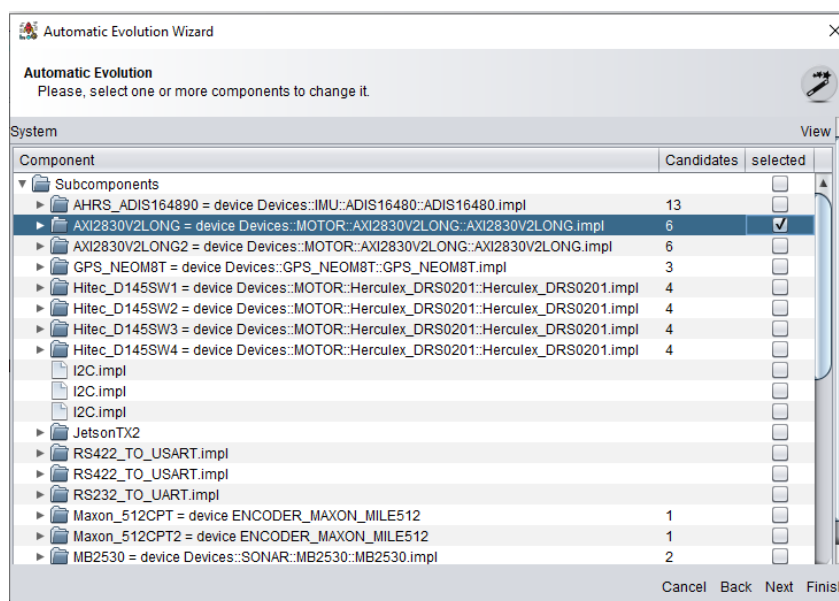 Automatic Evolution Wizard
Automatic Evolution
Please, select one or more components to change it.
System View
Component Candidates selected
Subcomponents
AHRS_ADIS164890 = device Devices::IMU::ADIS16480::ADIS16480.impl 13
AXI2830V2LONG = device Devices::MOTOR::AXI2830V2LONG::AXI2830V2LONG.impl 6
AXI2830V2LONG2 = device Devices::MOTOR::AXI2830V2LONG::AXI2830V2LONG.impl 6
GPS_NEOM8T = device Devices::GPS_NEOM8T::GPS_NEOM8T.impl 3
Hitec_D145SW1 = device Devices::MOTOR::Herculex_DRS0201::Herculex_DRS0201.impl 4
Hitec_D145SW2 = device Devices::MOTOR::Herculex_DRS0201::Herculex_DRS0201.impl 4
Hitec_D145SW3 = device Devices::MOTOR::Herculex_DRS0201::Herculex_DRS0201.impl 4
Hitec_D145SW4 = device Devices::MOTOR::Herculex_DRS0201::Herculex_DRS0201.impl 4
I2C.impl
I2C.impl
I2C.impl
JetsonTX2
RS422_TO_USART.impl
RS422_TO_USART.impl
RS232_TO_UART.impl
Maxon_512CPT = device ENCODER_MAXON_MILE512 1
Maxon_512CPT2 = device ENCODER_MAXON_MILE512 1
MB2530 = device Devices::SONAR::MB2530::MB2530.impl 2
Cancel Back Next Finis